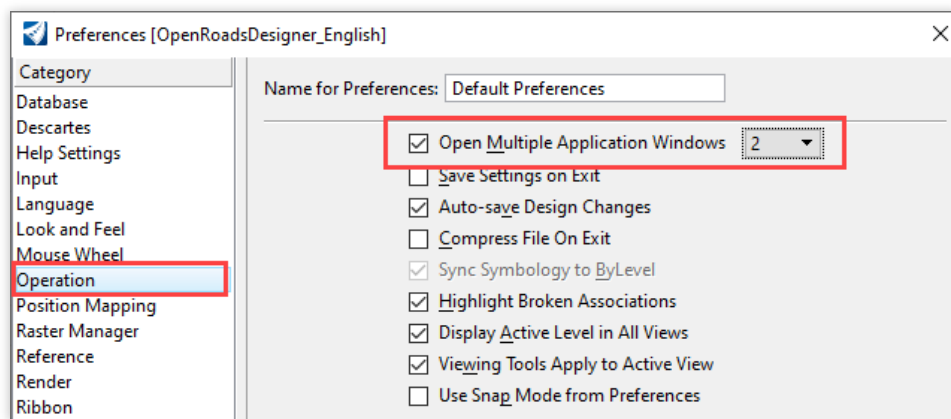 Preferences [OpenRoadsDesigner_English]
Category
Database
Descartes
Help Settings
Input
Language
Look and Feel
Mouse Wheel
Operation
Position Mapping
Raster Manager
Reference
Render
Ribbon
Name for Preferences: Default Preferences
Open Multiple Application Windows 2
Save Settings on Exit
Auto-save Design Changes
Compress File On Exit
Sync Symbology to ByLevel
Highlight Broken Associations
Display Active Level in All Views
Viewing Tools Apply to Active View
Use Snap Mode from Preferences